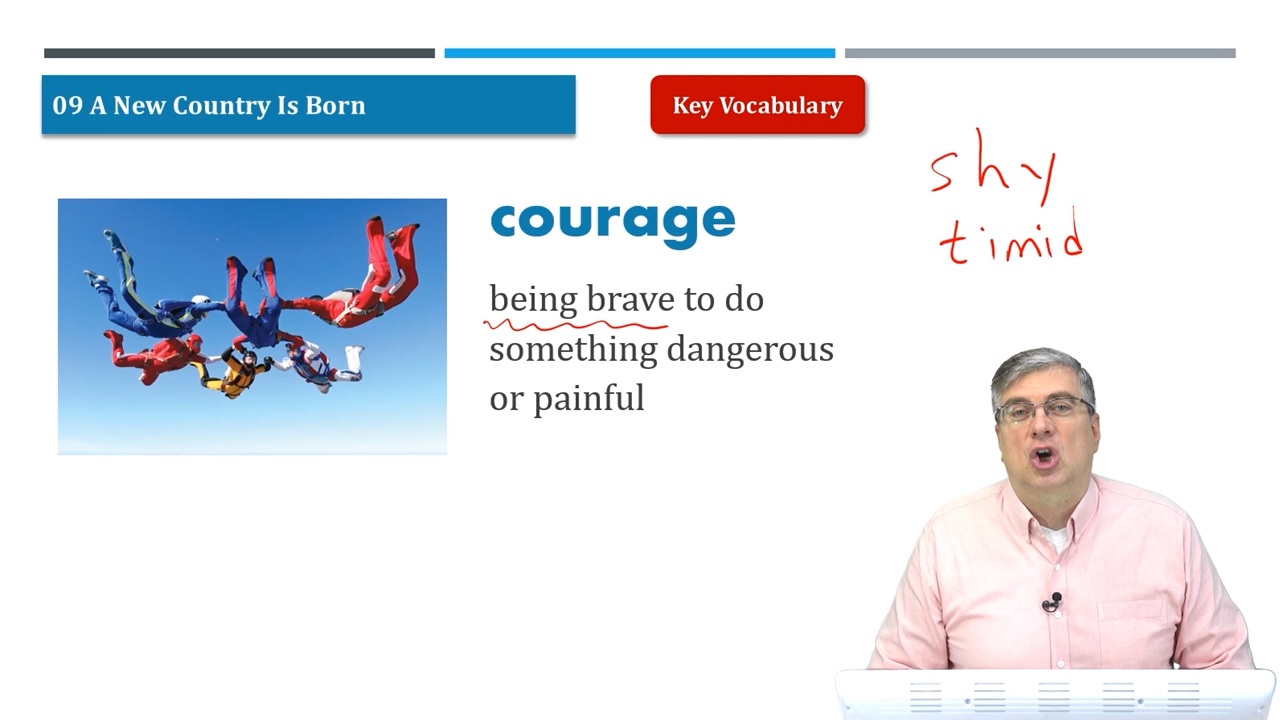 09 A New Country Is Born
Key Vocabulary
shy
timid
courage
being brave to do
something dangerous
or painful